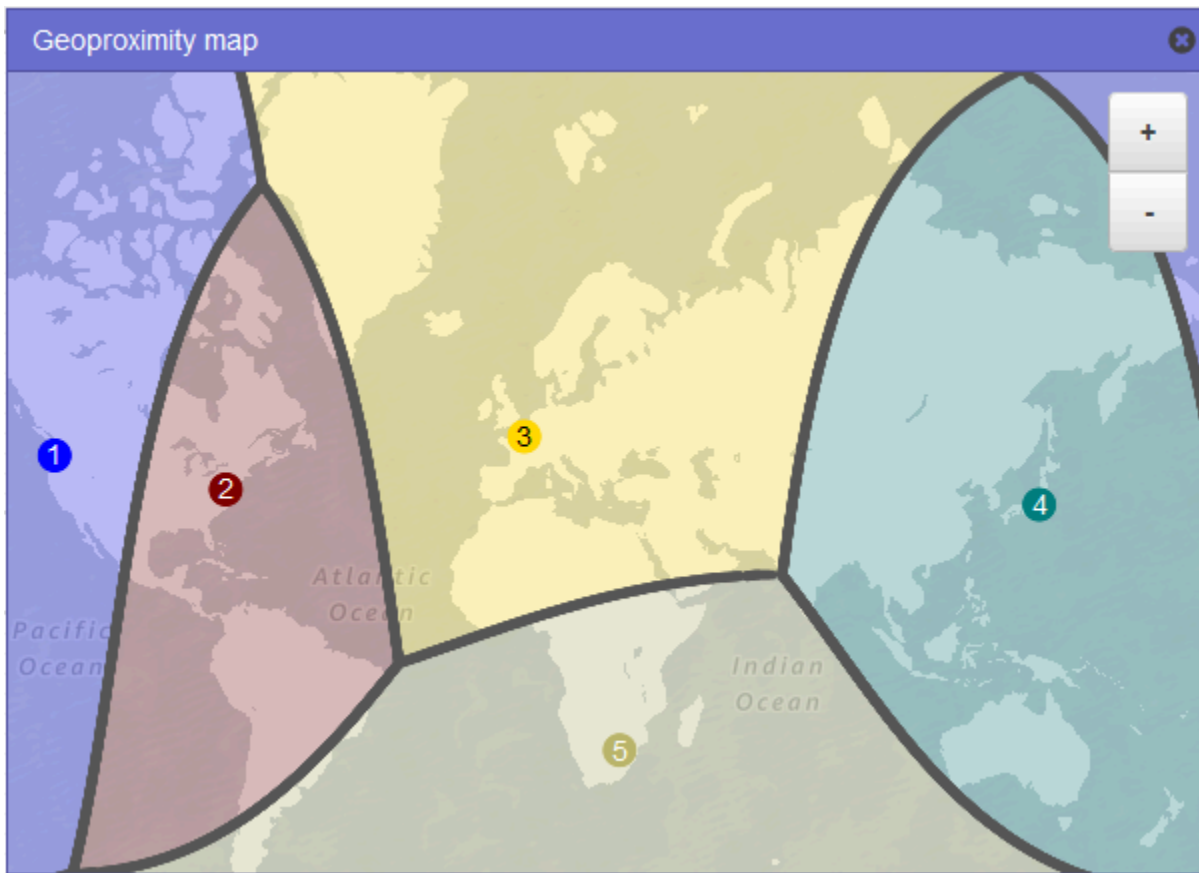 Geoproximity map
+
-
1
3
2
4
Atlantic
Ocean
Pacific
Ocean
Indian
Ocean
5